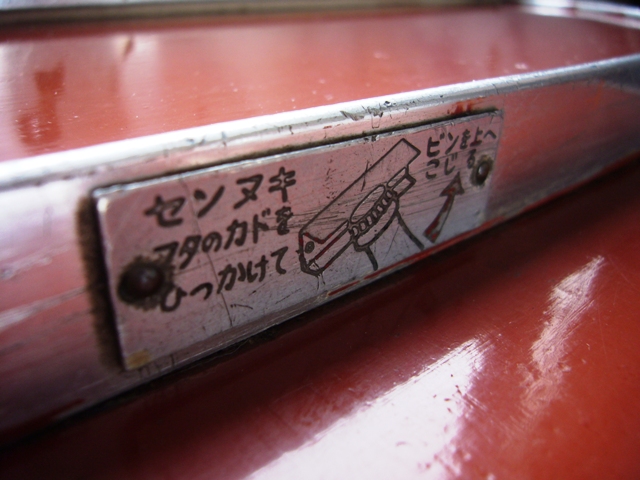 センヌキ
フタのカドを
ひっかけて
ビンを上へ
こじる